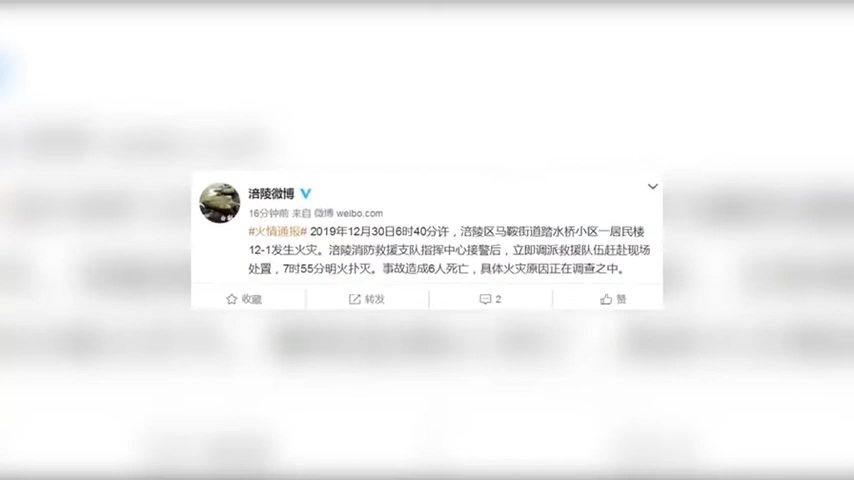 涪陵微博
16分钟前 来自 微博 weibo.com
#火情通报# 2019年12月30日6时40分许，涪陵区马鞍街道踏水桥小区一居民楼
12-1发生火灾。涪陵消防救援支队指挥中心接警后，立即调派救援队伍赶赴现场
处置，7时55分明火扑灭。事故造成6人死亡，具体火灾原因正在调查之中。
收藏 转发 2 赞